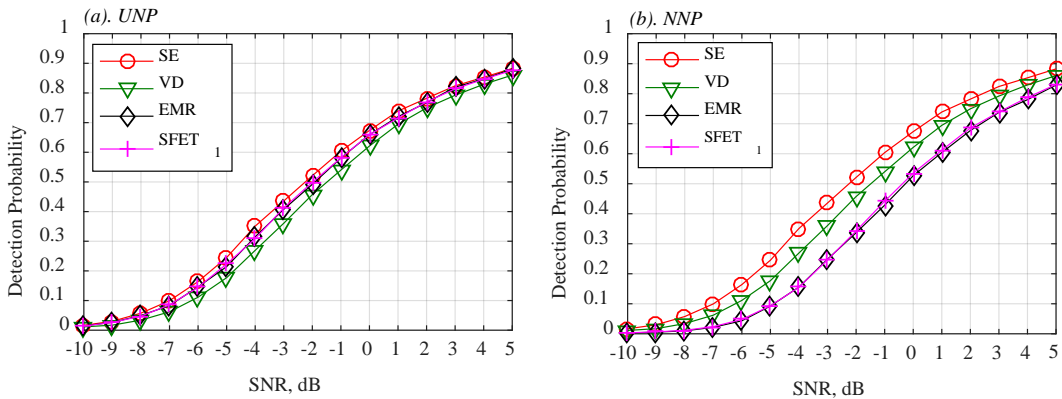 (a). UNP
Detection Probability
1
0.9
0.8
0.7
0.6
0.5
0.4
0.3
0.2
0.1
0
SE
VD
EMR
SFET 1
-10 -9 -8 -7 -6 -5 -4 -3 -2 -1 0 1 2 3 4 5
SNR, dB
(b). NNP
Detection Probability
1
0.9
0.8
0.7
0.6
0.5
0.4
0.3
0.2
0.1
0
SE
VD
EMR
SFET 1
-10 -9 -8 -7 -6 -5 -4 -3 -2 -1 0 1 2 3 4 5
SNR, dB